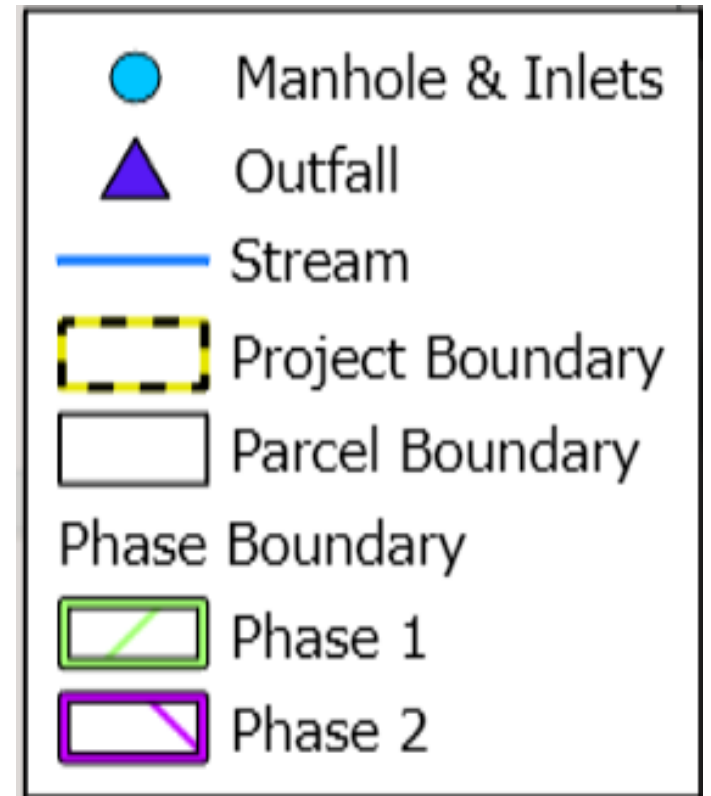 Manhole & Inlets
Outfall
Stream
Project Boundary
Parcel Boundary
Phase Boundary
Phase 1
Phase 2